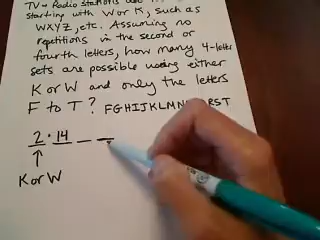 TV + Radio stations
starting with W or K, such as
WXYZ, etc. Assuming no
repetitions in the second or
fourth letters, how many 4-letter
sets are possible using either
K or W and only the letters
F to T? FGHIJKLMN RST
2 · 14 _ _
↑
K or W